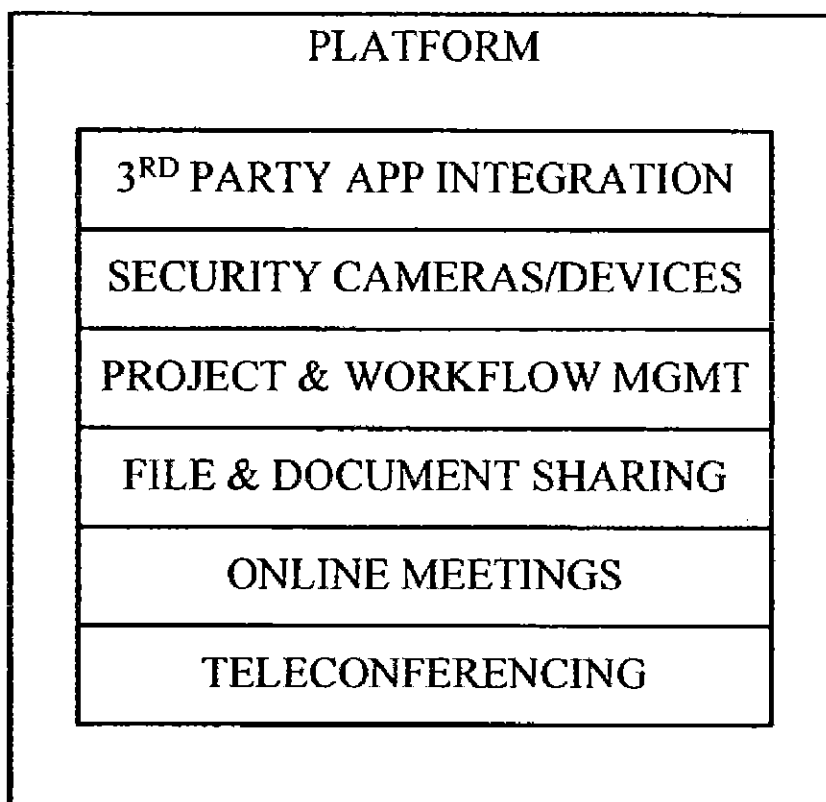 PLATFORM
3RD PARTY APP INTEGRATION
SECURITY CAMERAS/DEVICES
PROJECT & WORKFLOW MGMT
FILE & DOCUMENT SHARING
ONLINE MEETINGS
TELECONFERENCING